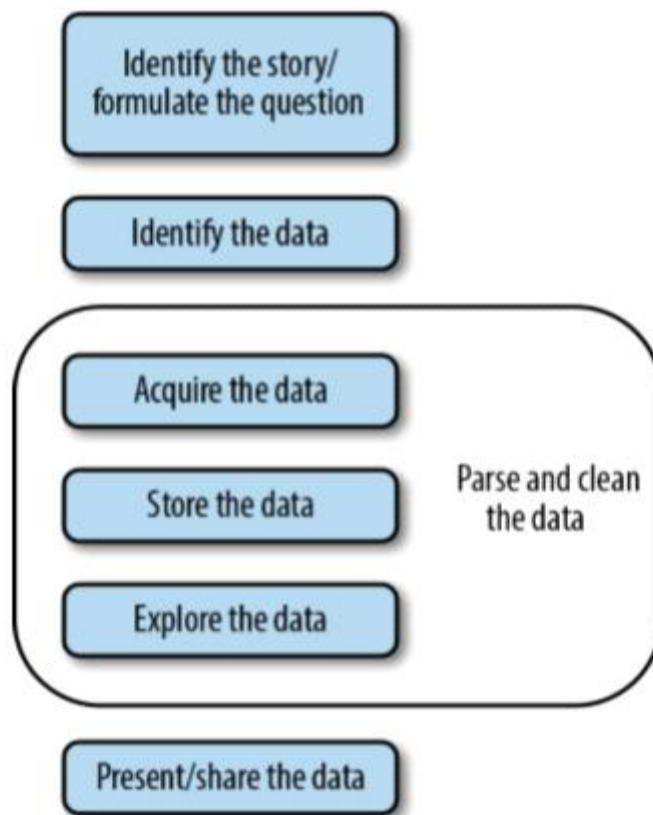 Identify the story/
formulate the question
Identify the data
Acquire the data
Store the data
Parse and clean
the data
Explore the data
Present/share the data